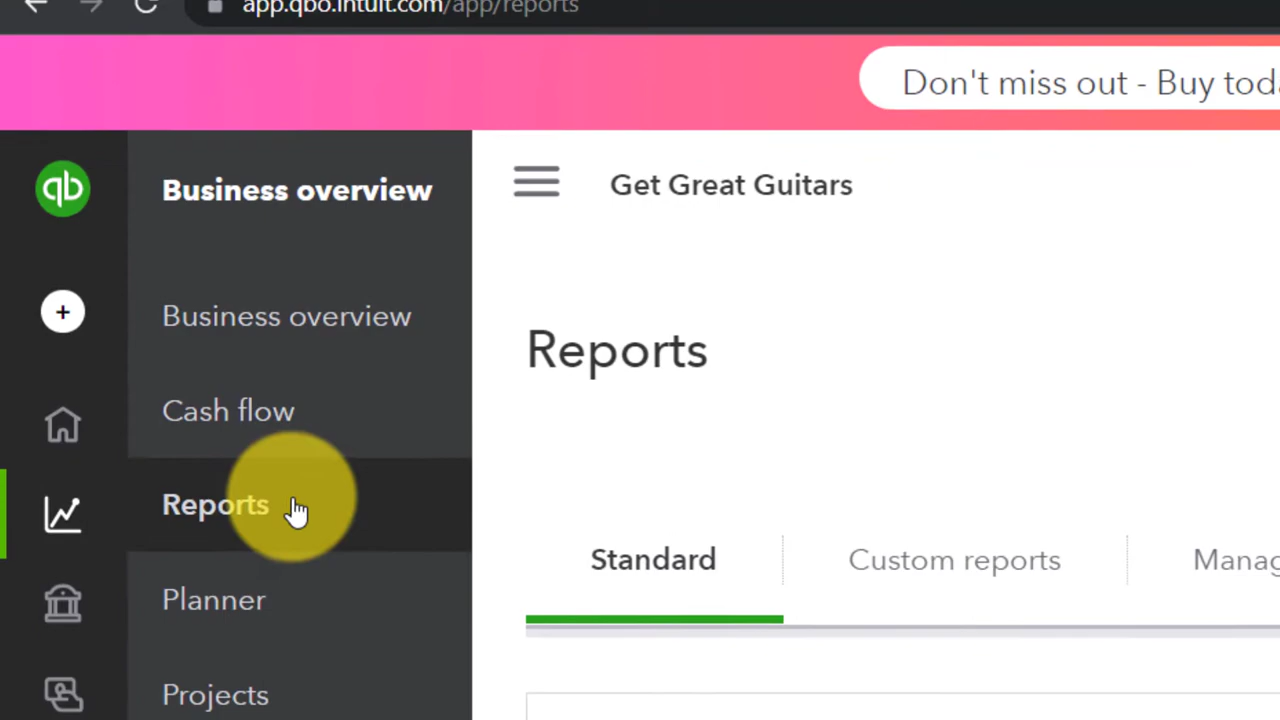 app.qbo.intuit.com/app/reports
Don't miss out - Buy tod
qb
Business overview
Get Great Guitars
+
Business overview
Reports
Cash flow
Reports
Standard
Custom reports
Manag
Planner
Projects